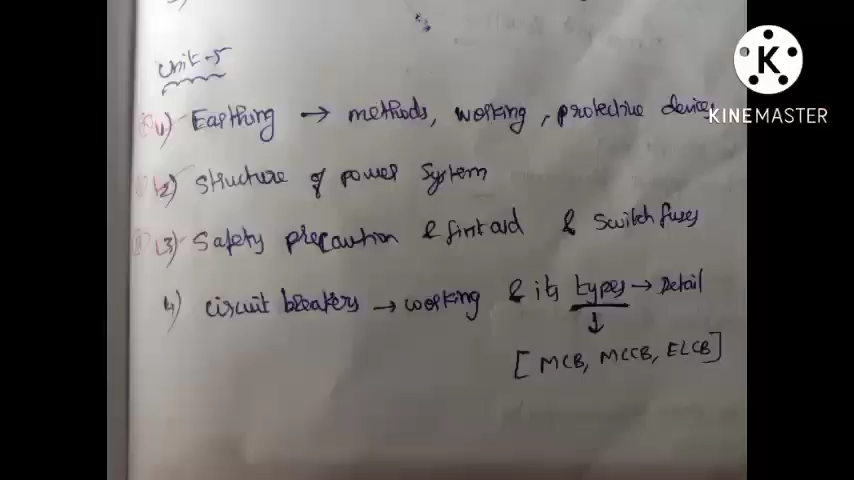 Unit-5
1) Earthing → methods, working, protective devices
KINEMASTER
2) Structure of power System
3) Safety precaution & first aid & Switch fuses
4) circuit breakers → working & its types → Detail
[MCB, MCCB, ELCB]